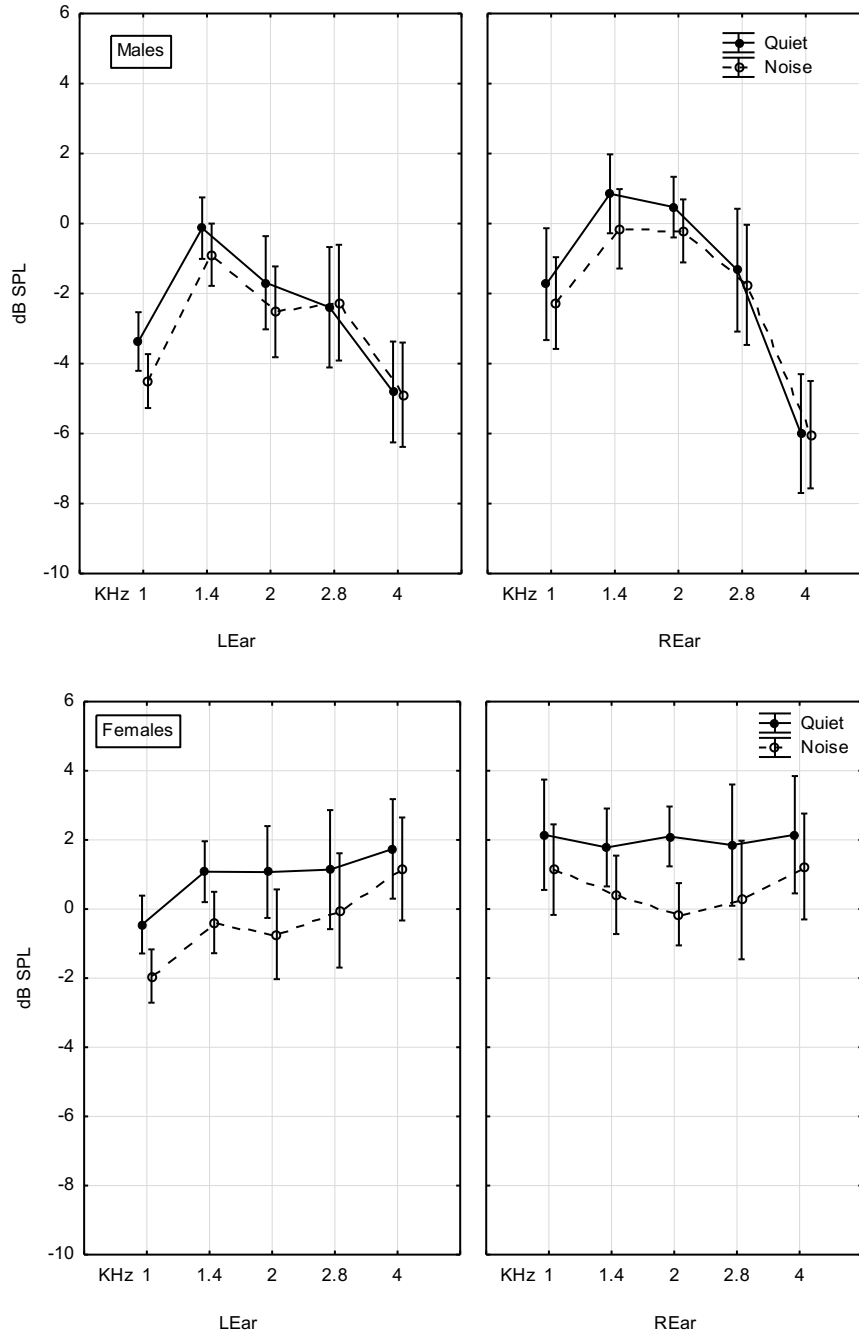 6
4
2
0
-2
-4
-6
-8
-10
dB SPL
Males
Quiet
Noise
KHz 1 1.4 2 2.8 4
KHz 1 1.4 2 2.8 4
LEar
REar
6
4
2
0
-2
-4
-6
-8
-10
dB SPL
Females
Quiet
Noise
KHz 1 1.4 2 2.8 4
KHz 1 1.4 2 2.8 4
LEar
REar